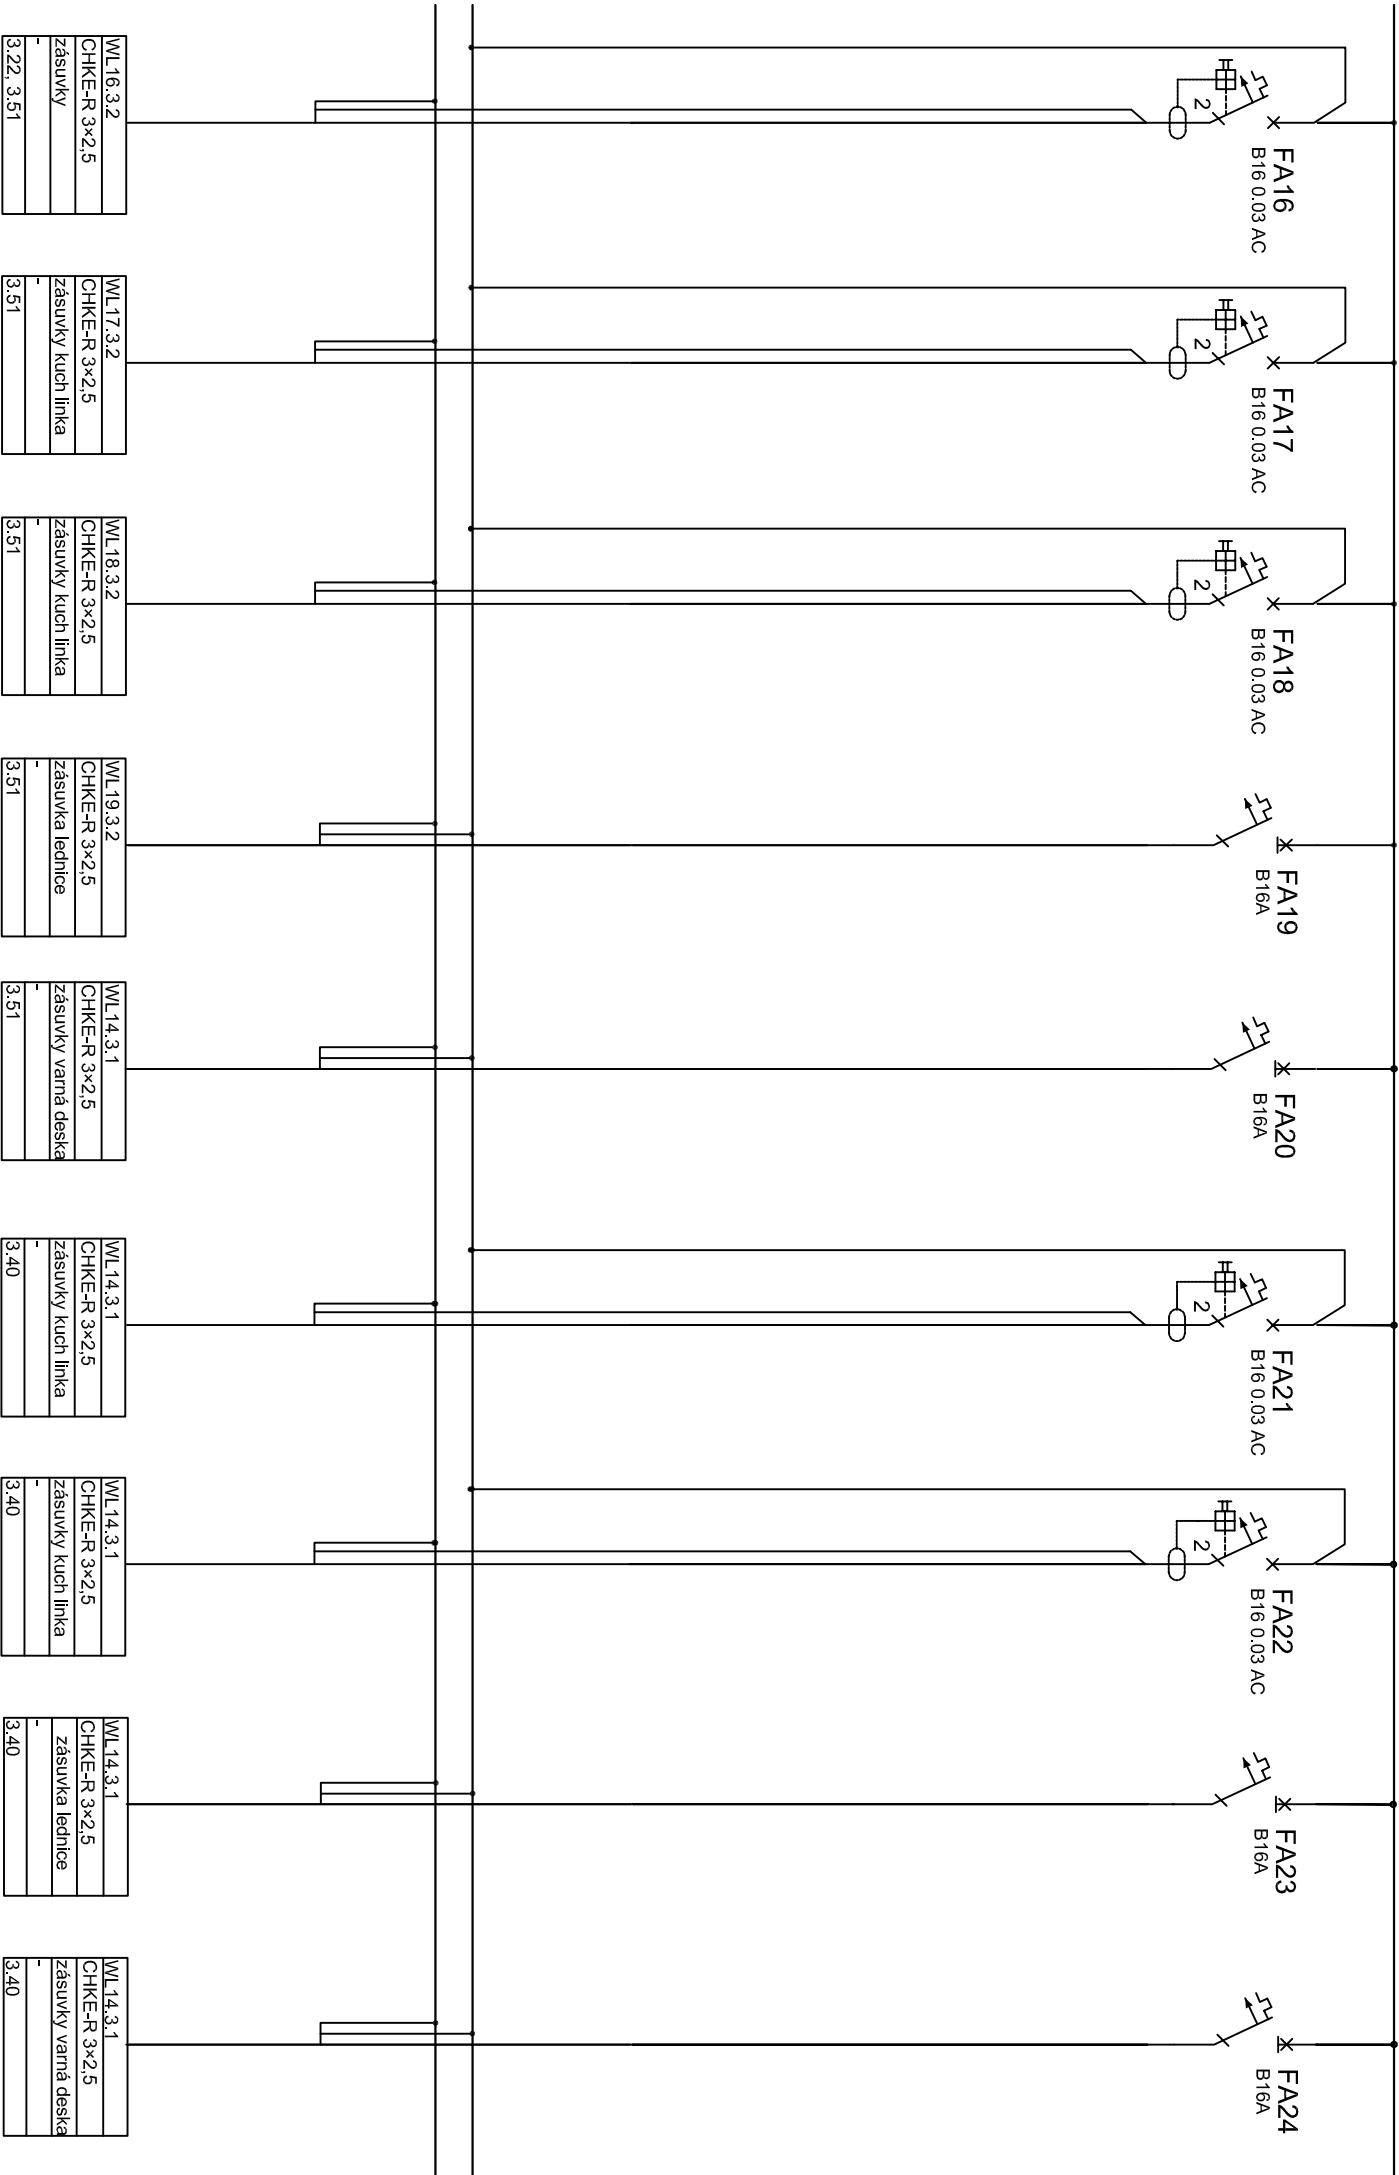 FA16
B16 0.03 AC
2
FA17
B16 0.03 AC
2
FA18
B16 0.03 AC
2
FA19
B16A
FA20
B16A
FA21
B16 0.03 AC
2
FA22
B16 0.03 AC
2
FA23
B16A
FA24
B16A
WL16.3.2
CHKE-R 3×2,5
zásuvky
-
3.22, 3.51
WL17.3.2
CHKE-R 3×2,5
zásuvky kuch linka
-
3.51
WL18.3.2
CHKE-R 3×2,5
zásuvky kuch linka
-
3.51
WL19.3.2
CHKE-R 3×2,5
zásuvka lednice
-
3.51
WL14.3.1
CHKE-R 3×2,5
zásuvky varná deska
-
3.51
WL14.3.1
CHKE-R 3×2,5
zásuvky kuch linka
-
3.40
WL14.3.1
CHKE-R 3×2,5
zásuvky kuch linka
-
3.40
WL14.3.1
CHKE-R 3×2,5
zásuvka lednice
-
3.40
WL14.3.1
CHKE-R 3×2,5
zásuvky varná deska
-
3.40